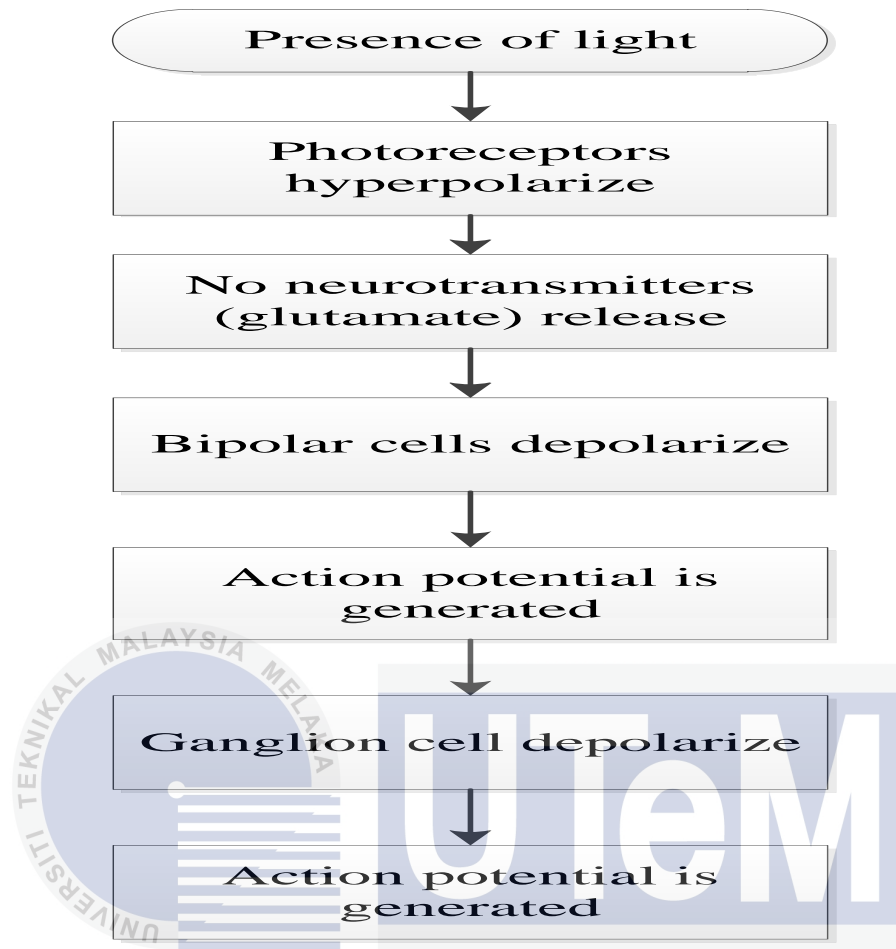 Presence of light
Photoreceptors
hyperpolarize
No neurotransmitters
(glutamate) release
Bipolar cells depolarize
Action potential is
generated
Ganglion cell depolarize
Action potential is
generated
UNIVERSITI TEKNIKAL MALAYSIA MELAKA
UTeM